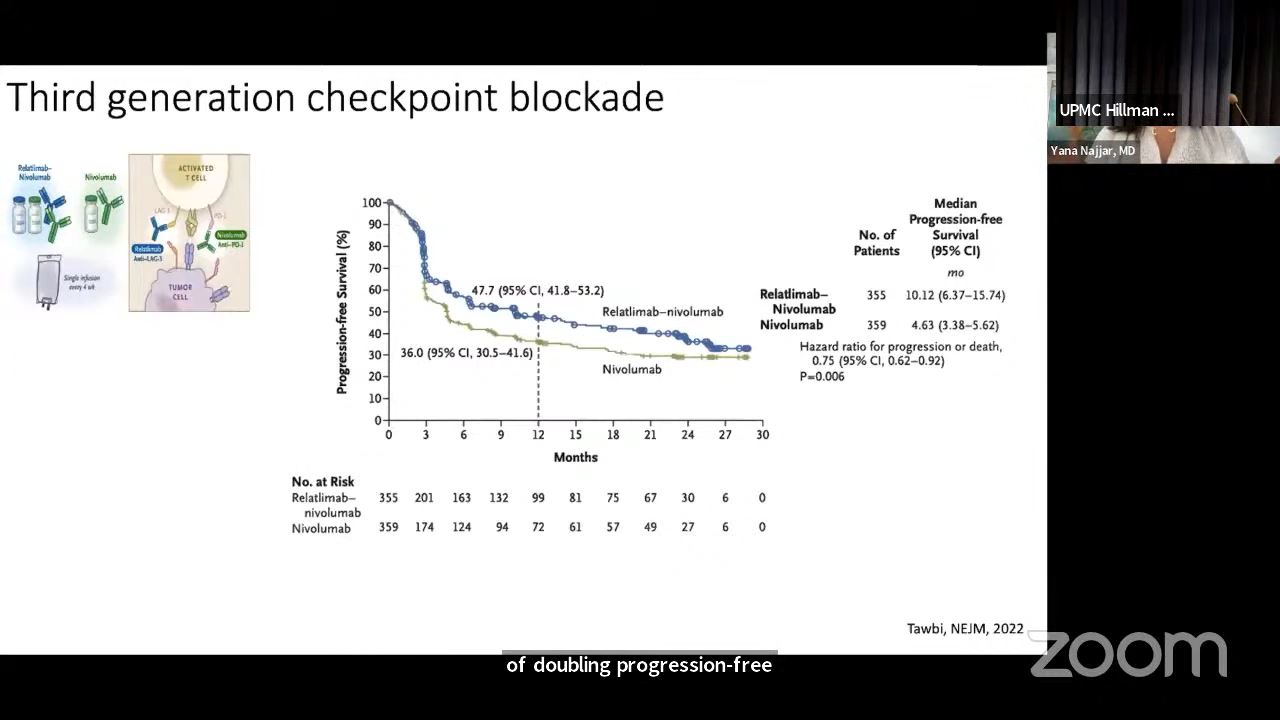 Third generation checkpoint blockade
UPMC Hillman ...
Yana Najjar, MD
Relatlimab–
Nivolumab
Nivolumab
Single infusion
every 4 wk
ACTIVATED
T CELL
LAG-3
PD-1
Relatlimab
Anti–LAG-3
Nivolumab
Anti–PD-1
TUMOR
CELL
Progression-free Survival (%)
100
90
80
70
60
50
40
30
20
10
0
47.7 (95% CI, 41.8–53.2)
Relatlimab–nivolumab
36.0 (95% CI, 30.5–41.6)
Nivolumab
0 3 6 9 12 15 18 21 24 27 30
Months
No. of
Patients
Median
Progression-free
Survival
(95% CI)
mo
Relatlimab–
Nivolumab 355 10.12 (6.37–15.74)
Nivolumab 359 4.63 (3.38–5.62)
Hazard ratio for progression or death,
0.75 (95% CI, 0.62–0.92)
P=0.006
No. at Risk
Relatlimab–
nivolumab 355 201 163 132 99 81 75 67 30 6 0
Nivolumab 359 174 124 94 72 61 57 49 27 6 0
Tawbi, NEJM, 2022
zoom
of doubling progression-free